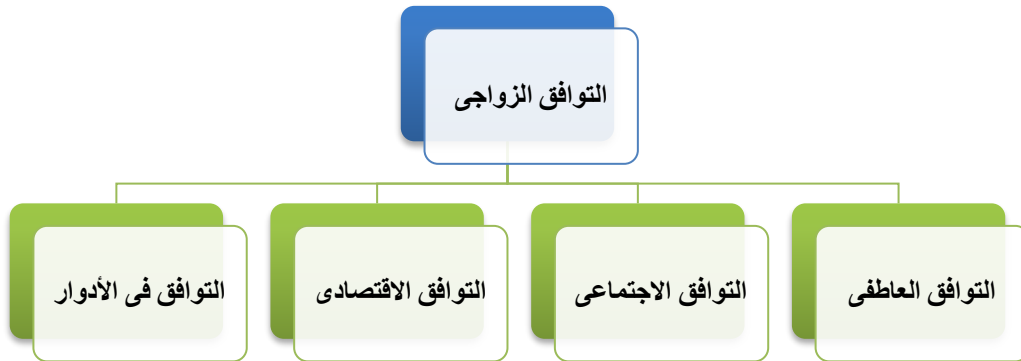 التوافق الزواجى
التوافق العاطفى
التوافق الاجتماعى
التوافق الاقتصادى
التوافق فى الأدوار